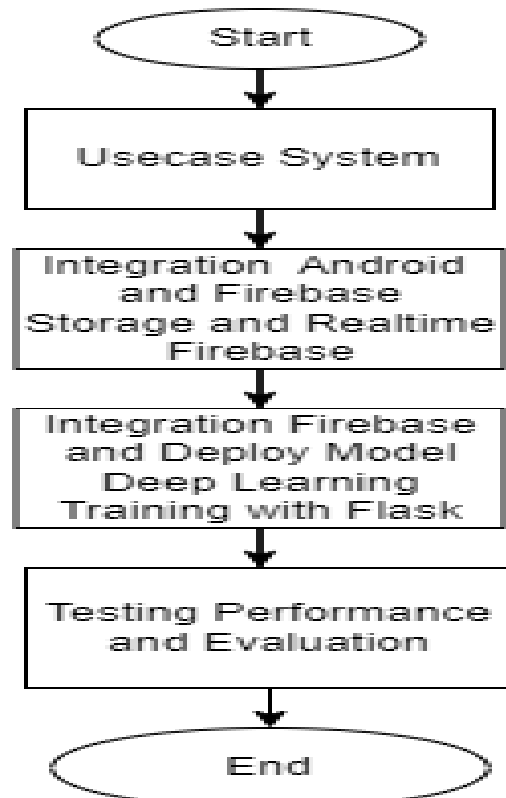 Start
Usecase System
Integration Android
and Firebase
Storage and Realtime
Firebase
Integration Firebase
and Deploy Model
Deep Learning
Training with Flask
Testing Performance
and Evaluation
End